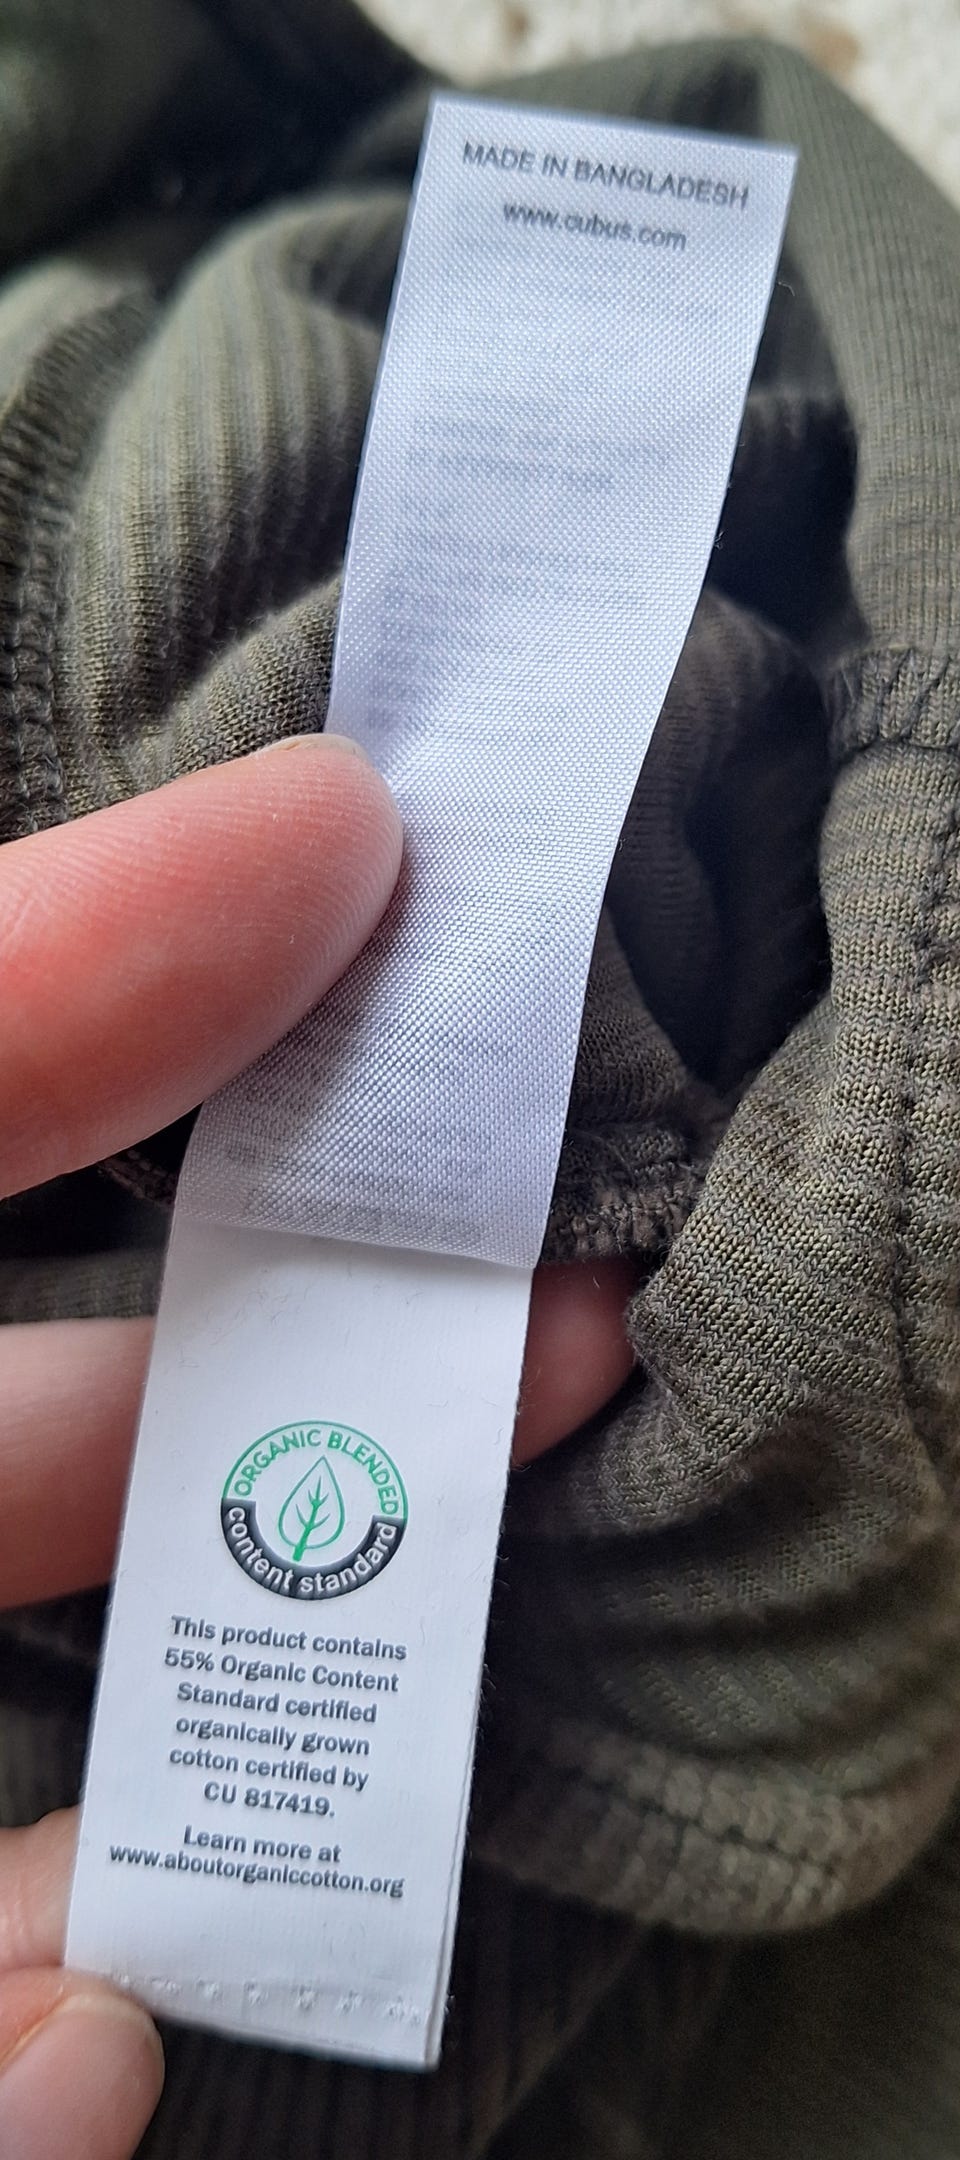 MADE IN BANGLADESH
www.cubus.com
ORGANIC BLENDED
content standard
This product contains
55% Organic Content
Standard certified
organically grown
cotton certified by
CU 817419.
Learn more at
www.aboutorganiccotton.org